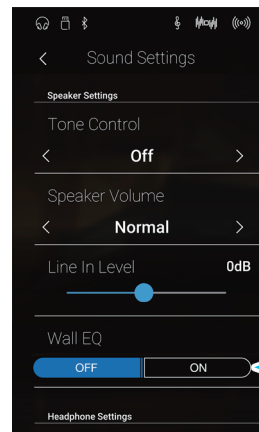 Sound Settings
Speaker Settings
Tone Control
Off
Speaker Volume
Normal
Line In Level 0dB
Wall EQ
OFF ON
Headphone Settings